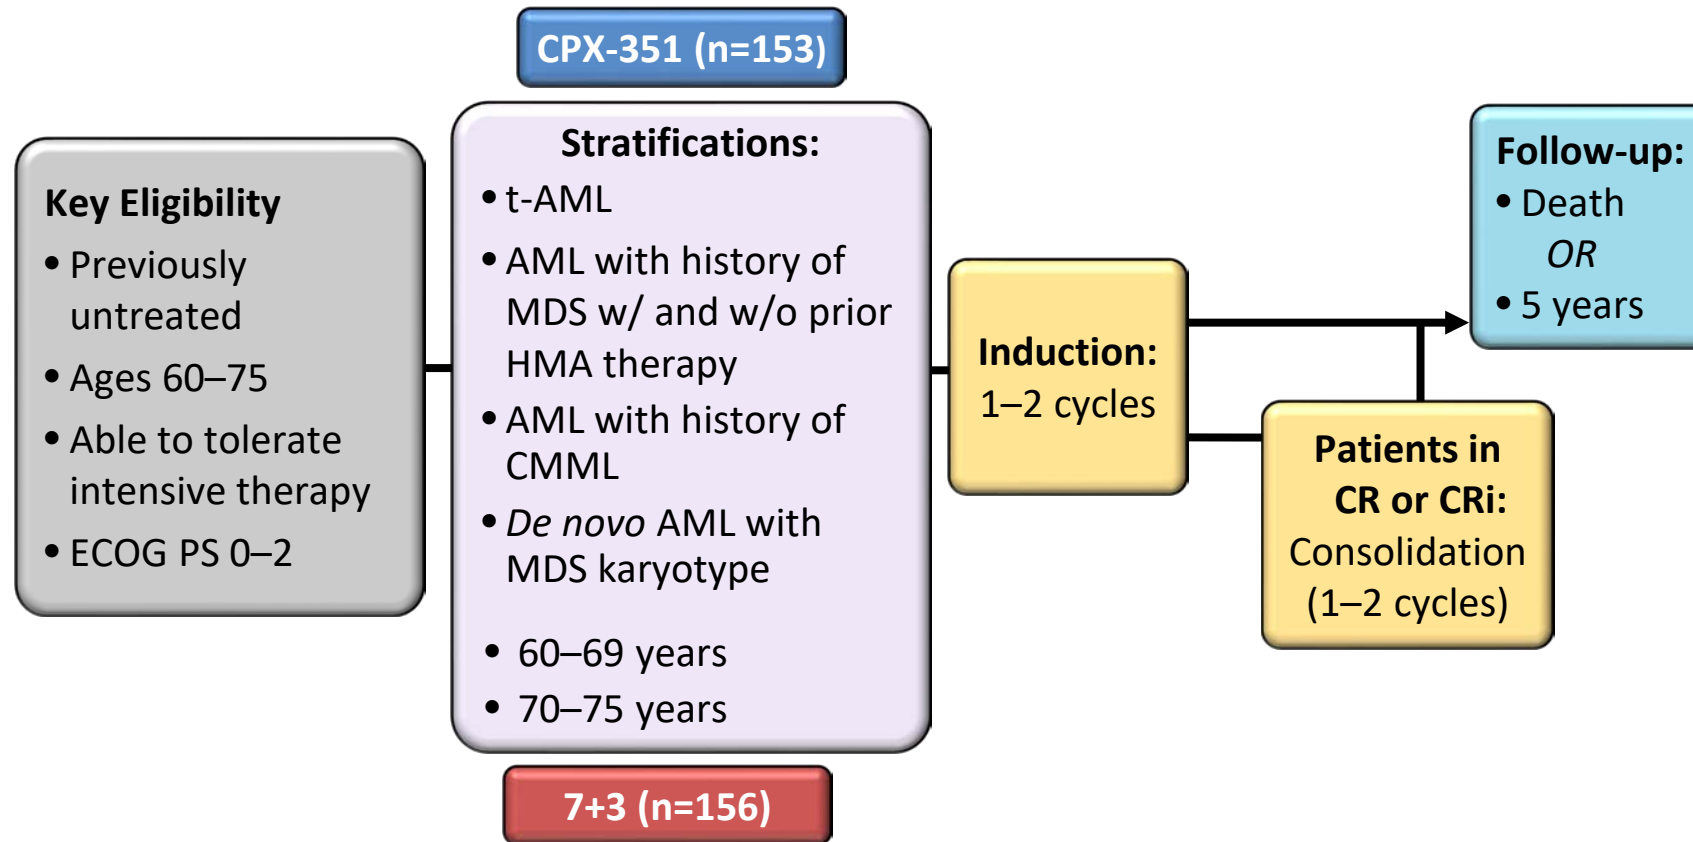 CPX-351 (n=153)
Key Eligibility
• Previously
untreated
• Ages 60–75
• Able to tolerate
intensive therapy
• ECOG PS 0–2
Stratifications:
• t-AML
• AML with history of
MDS w/ and w/o prior
HMA therapy
• AML with history of
CMML
• De novo AML with
MDS karyotype
• 60–69 years
• 70–75 years
7+3 (n=156)
Induction:
1–2 cycles
Patients in
CR or CRi:
Consolidation
(1–2 cycles)
Follow-up:
• Death
OR
• 5 years